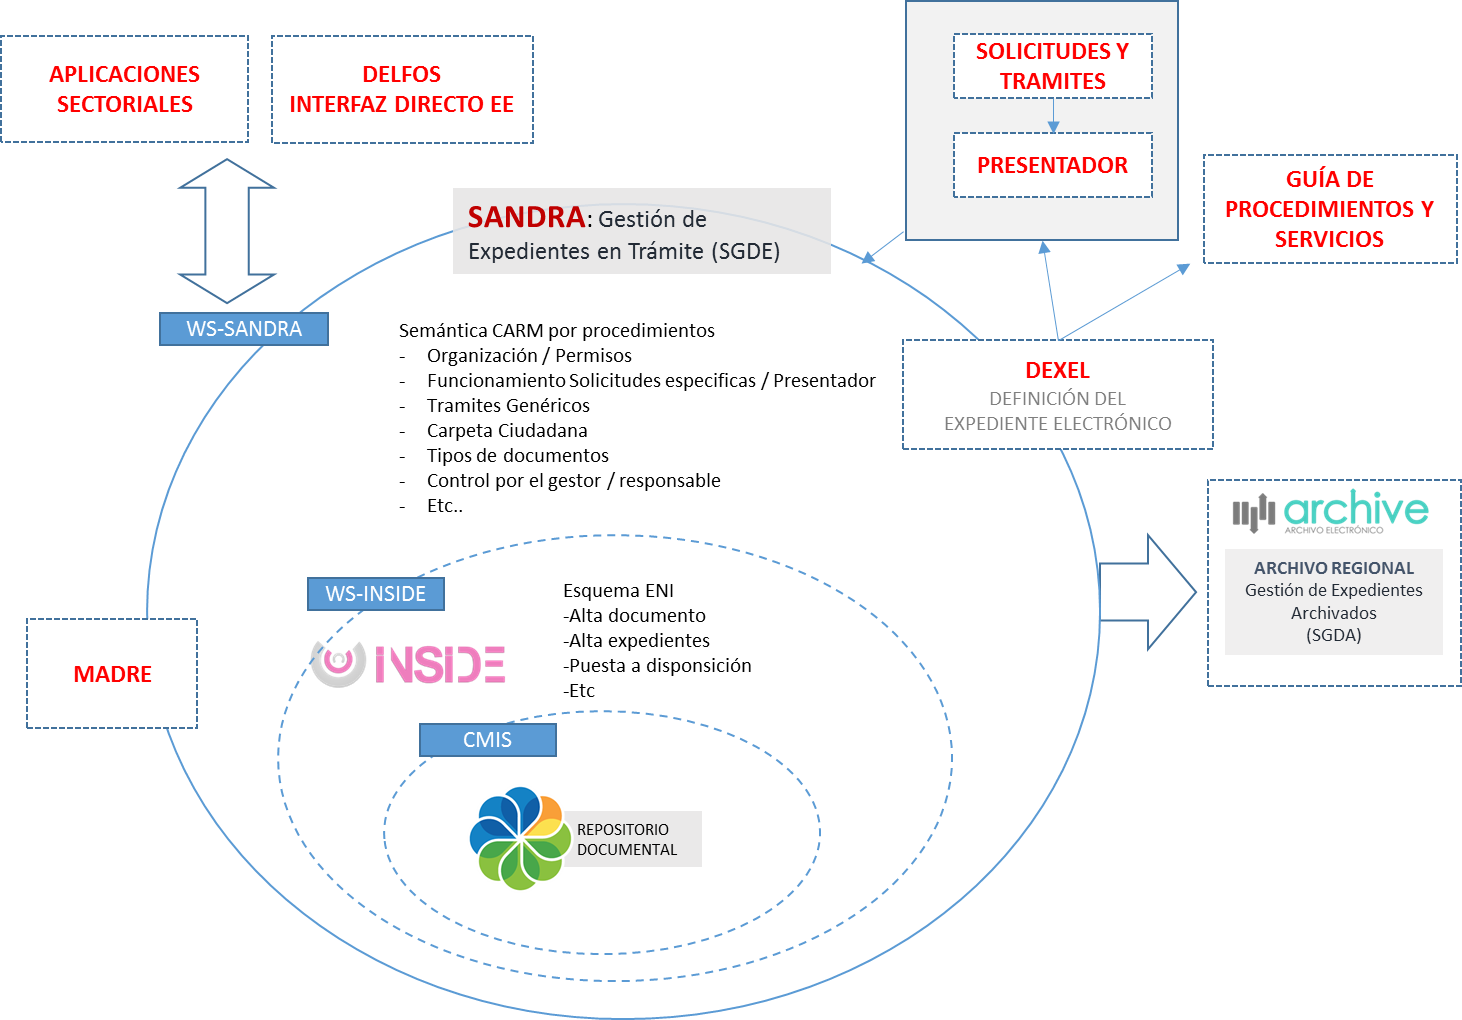 APLICACIONES
SECTORIALES
DELFOS
INTERFAZ DIRECTO EE
SOLICITUDES Y
TRAMITES
PRESENTADOR
GUÍA DE
PROCEDIMIENTOS Y
SERVICIOS
SANDRA: Gestión de
Expedientes en Trámite (SGDE)
WS-SANDRA
Semántica CARM por procedimientos
- Organización / Permisos
- Funcionamiento Solicitudes especificas / Presentador
- Tramites Genéricos
- Carpeta Ciudadana
- Tipos de documentos
- Control por el gestor / responsable
- Etc..
DEXEL
DEFINICIÓN DEL
EXPEDIENTE ELECTRÓNICO
archive
ARCHIVO ELECTRÓNICO
ARCHIVO REGIONAL
Gestión de Expedientes
Archivados
(SGDA)
WS-INSIDE
INSIDE
Esquema ENI
-Alta documento
-Alta expedientes
-Puesta a disponsición
-Etc
MADRE
CMIS
REPOSITORIO
DOCUMENTAL